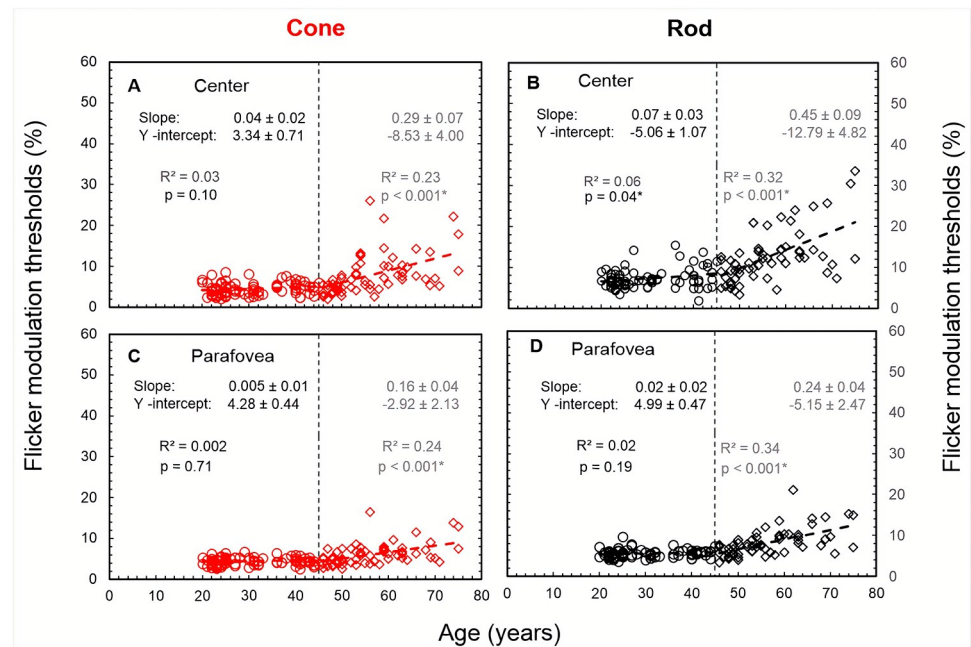 Cone
Rod
Flicker modulation thresholds (%)
60
50
40
30
20
10
0
A
Center
Slope: 0.04 ± 0.02 0.29 ± 0.07
Y -intercept: 3.34 ± 0.71 -8.53 ± 4.00
R² = 0.03 R² = 0.23
p = 0.10 p < 0.001*
B
Center
Slope: 0.07 ± 0.03 0.45 ± 0.09
Y -intercept: -5.06 ± 1.07 -12.79 ± 4.82
R² = 0.06 R² = 0.32
p = 0.04* p < 0.001*
60
50
40
30
20
10
0
Flicker modulation thresholds (%)
60
50
40
30
20
10
0
C
Parafovea
Slope: 0.005 ± 0.01 0.16 ± 0.04
Y -intercept: 4.28 ± 0.44 -2.92 ± 2.13
R² = 0.002 R² = 0.24
p = 0.71 p < 0.001*
0 10 20 30 40 50 60 70 80
D
Parafovea
Slope: 0.02 ± 0.02 0.24 ± 0.04
Y -intercept: 4.99 ± 0.47 -5.15 ± 2.47
R² = 0.02 R² = 0.34
p = 0.19 p < 0.001*
60
50
40
30
20
10
0
0 10 20 30 40 50 60 70 80
Age (years)